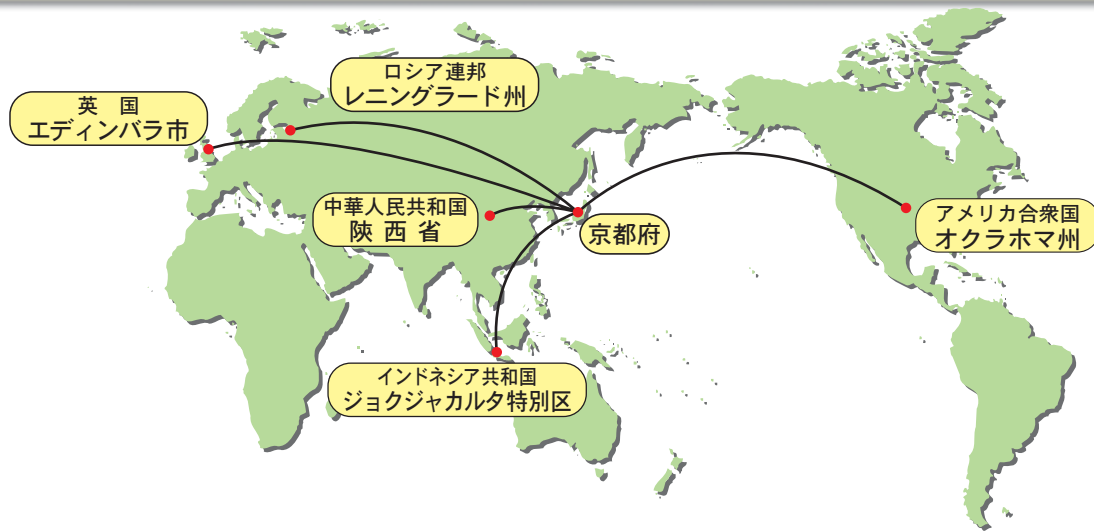 ロシア連邦
レニングラード州
英　国
エディンバラ市
中華人民共和国
陝 西 省
京都府
アメリカ合衆国
オクラホマ州
インドネシア共和国
ジョクジャカルタ特別区